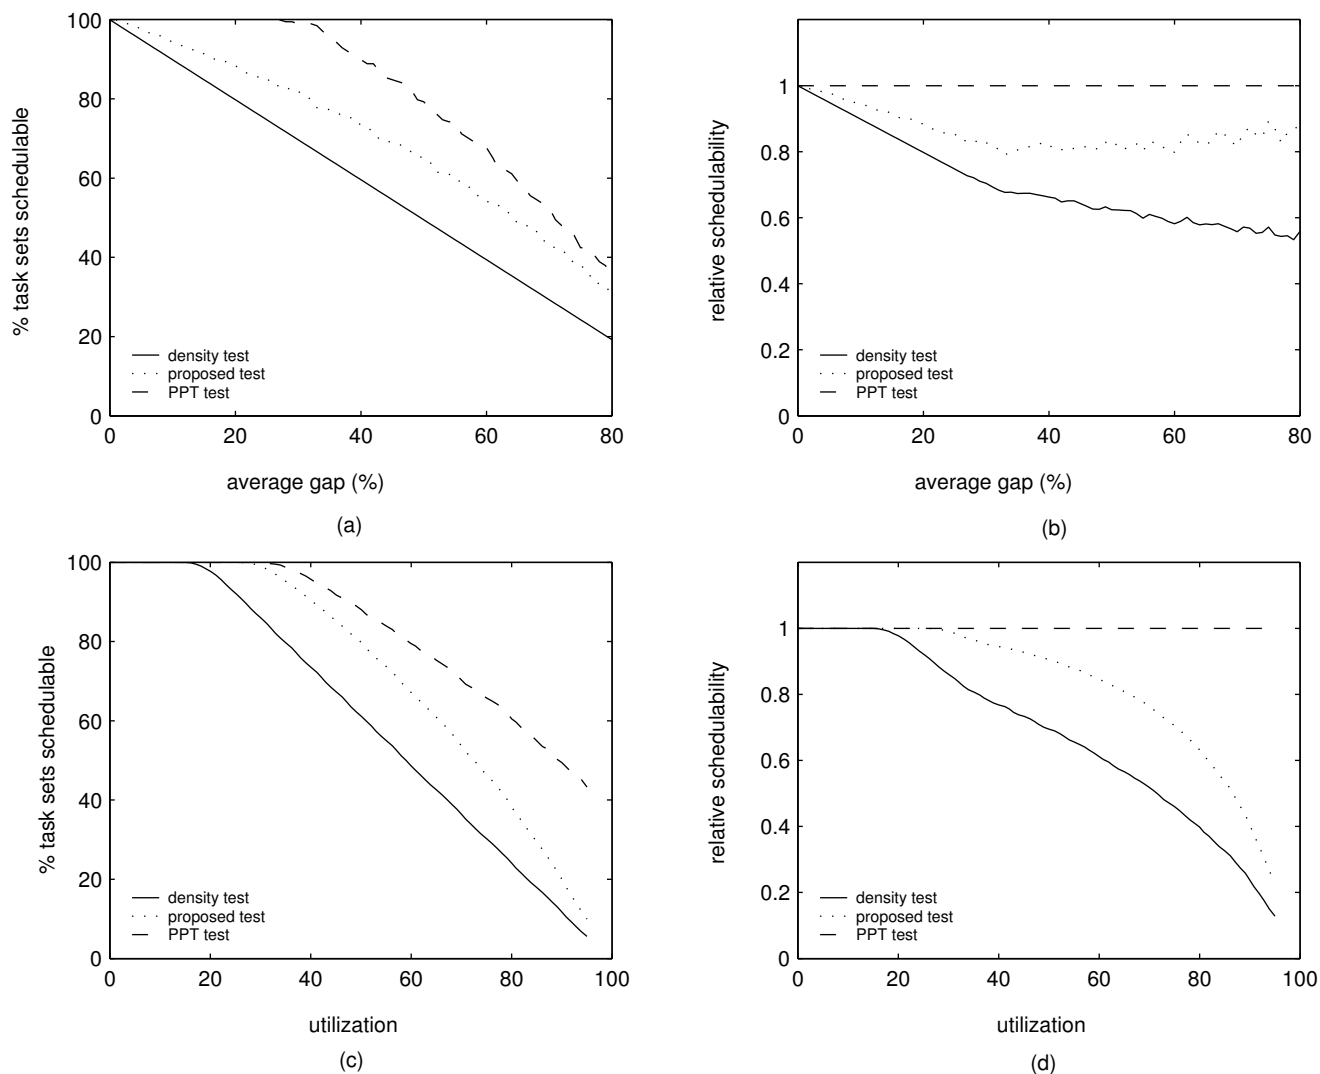 100
80
60
40
20
0
% task sets schedulable
density test
proposed test
PPT test
0 20 40 60 80
average gap (%)
(a)
1
0.8
0.6
0.4
0.2
0
relative schedulability
density test
proposed test
PPT test
0 20 40 60 80
average gap (%)
(b)
100
80
60
40
20
0
% task sets schedulable
density test
proposed test
PPT test
0 20 40 60 80 100
utilization
(c)
1
0.8
0.6
0.4
0.2
0
relative schedulability
density test
proposed test
PPT test
0 20 40 60 80 100
utilization
(d)